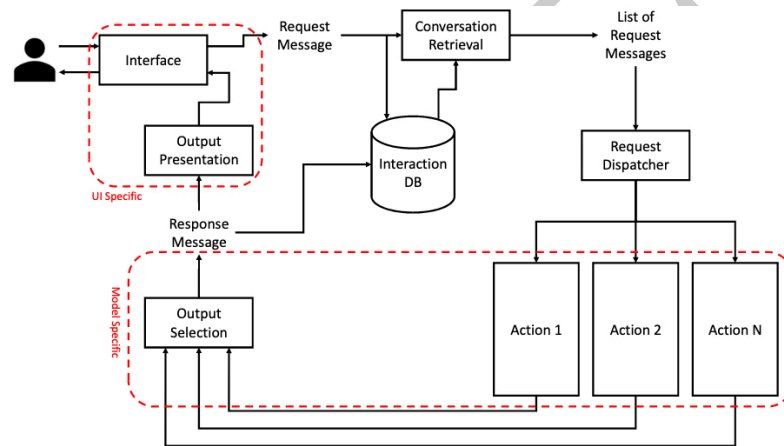 Request
Message
Conversation
Retrieval
List of
Request
Messages
Interface
Output
Presentation
UI Specific
Interaction
DB
Request
Dispatcher
Response
Message
Model Specific
Output
Selection
Action 1
Action 2
Action N